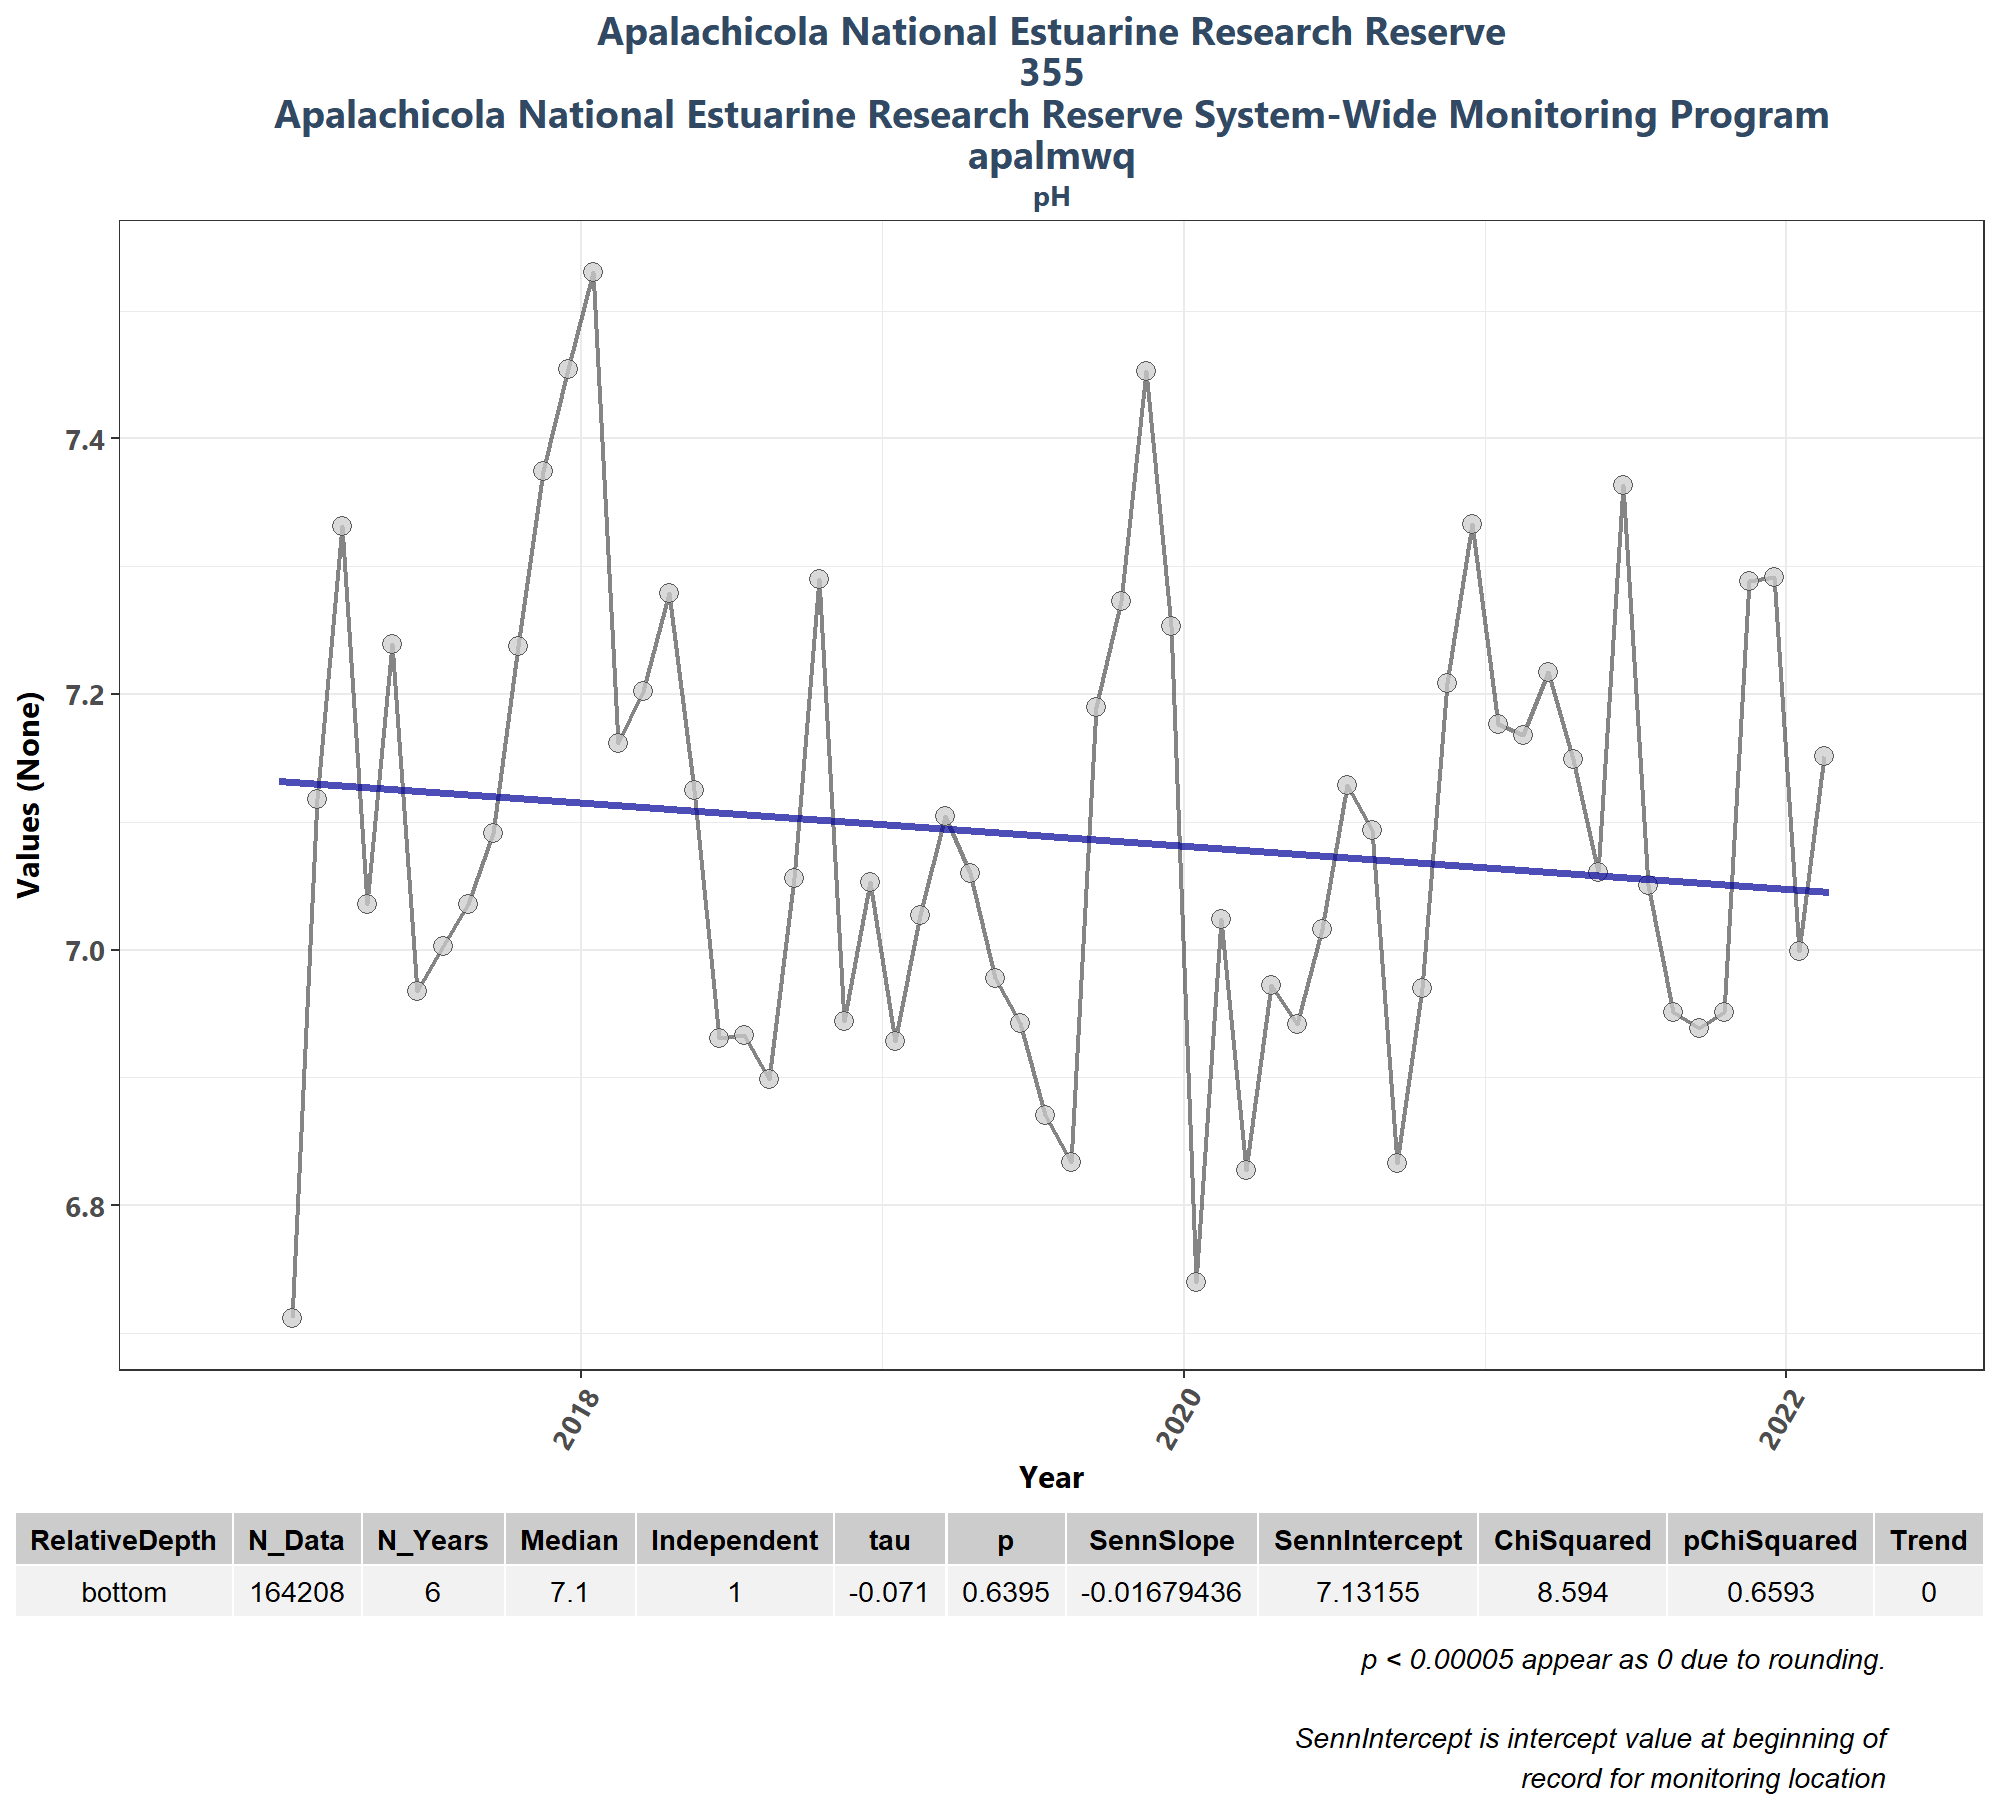 Apalachicola National Estuarine Research Reserve
355
Apalachicola National Estuarine Research Reserve System-Wide Monitoring Program
apalmwq
pH
Values (None)
7.4
7.2
7.0
6.8
2018
2020
2022
Year
RelativeDepth N_Data N_Years Median Independent tau p SennSlope SennIntercept ChiSquared pChiSquared Trend
bottom 164208 6 7.1 1 -0.071 0.6395 -0.01679436 7.13155 8.594 0.6593 0
p < 0.00005 appear as 0 due to rounding.
SennIntercept is intercept value at beginning of
record for monitoring location